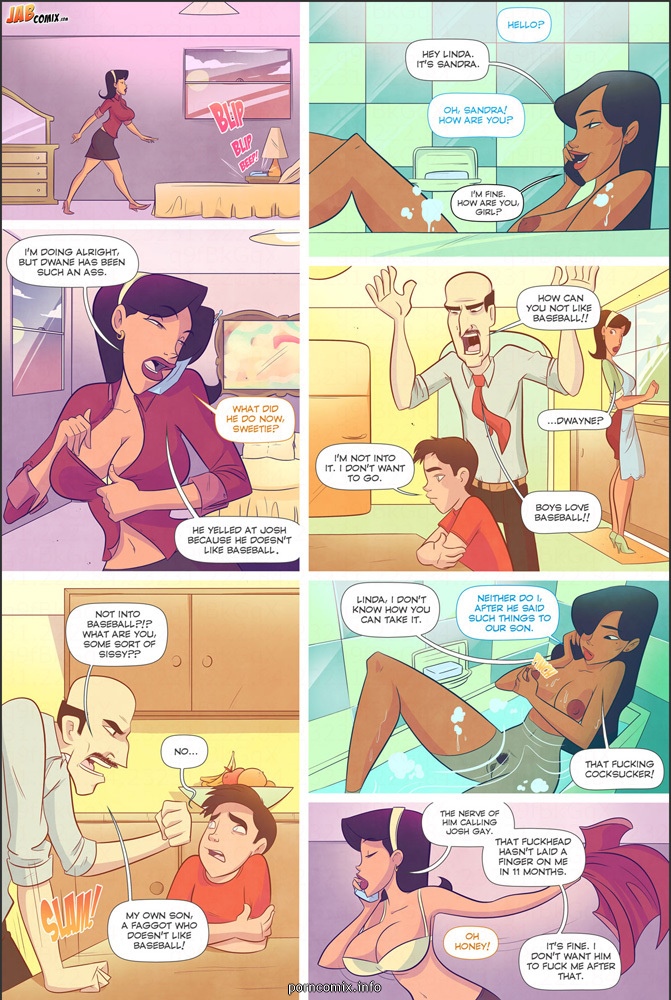 JABCOMIX.COM
BLIP
BLIP
BEEP!
HELLO?
HEY LINDA.
IT'S SANDRA.
OH, SANDRA!
HOW ARE YOU?
I'M FINE.
HOW ARE YOU,
GIRL?
I'M DOING ALRIGHT,
BUT DWANE HAS BEEN
SUCH AN ASS.
WHAT DID
HE DO NOW,
SWEETIE?
HE YELLED AT JOSH
BECAUSE HE DOESN'T
LIKE BASEBALL.
HOW CAN
YOU NOT LIKE
BASEBALL!!
...DWAYNE?
I'M NOT INTO
IT. I DON'T WANT
TO GO.
BOYS LOVE
BASEBALL!!
NOT INTO
BASEBALL?!?
WHAT ARE YOU,
SOME SORT OF
SISSY??
NO...
SLAM!
MY OWN SON,
A FAGGOT WHO
DOESN'T LIKE
BASEBALL!
LINDA, I DON'T
KNOW HOW YOU
CAN TAKE IT.
NEITHER DO I,
AFTER HE SAID
SUCH THINGS TO
OUR SON.
THAT FUCKING
COCKSUCKER!
THE NERVE OF
HIM CALLING
JOSH GAY.
THAT FUCKHEAD
HASN'T LAID A
FINGER ON ME
IN 11 MONTHS.
OH
HONEY!
IT'S FINE. I
DON'T WANT HIM
TO FUCK ME AFTER
THAT.
porncomix.info